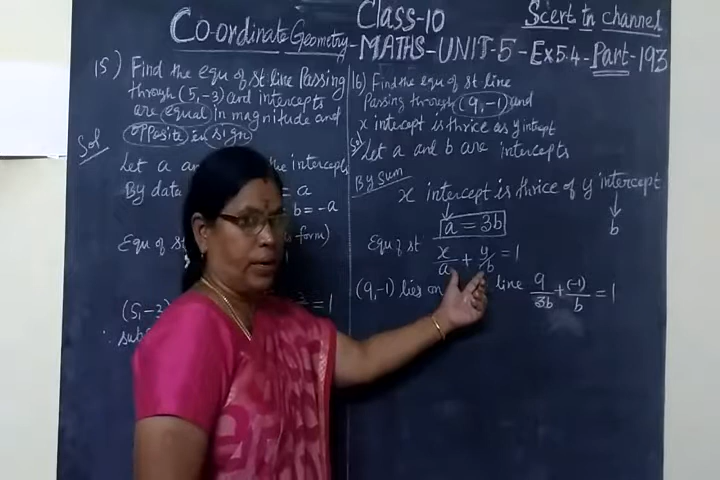 Class-10
Scert tn channel
Co-ordinate Geometry-MATHS-UNIT-5-Ex5.4-Part-193
15) Find the equ of st line Passing
through (5,-3) and intercepts
are equal in magnitude and
opposite in sign
Sol
Let a an the intercepts
By data = a
b = -a
Equ of st form)
(5,-3) = 1
∴ sub
16) Find the equ of st line
Passing through (9,-1) and
x intercept is thrice as y intercept
Sol Let a and b are intercepts
By Sum
x intercept is thrice of y intercept
a = 3b
b
Equ of st x/a + y/b = 1
(9,-1) lies on line 9/3b + (-1)/b = 1